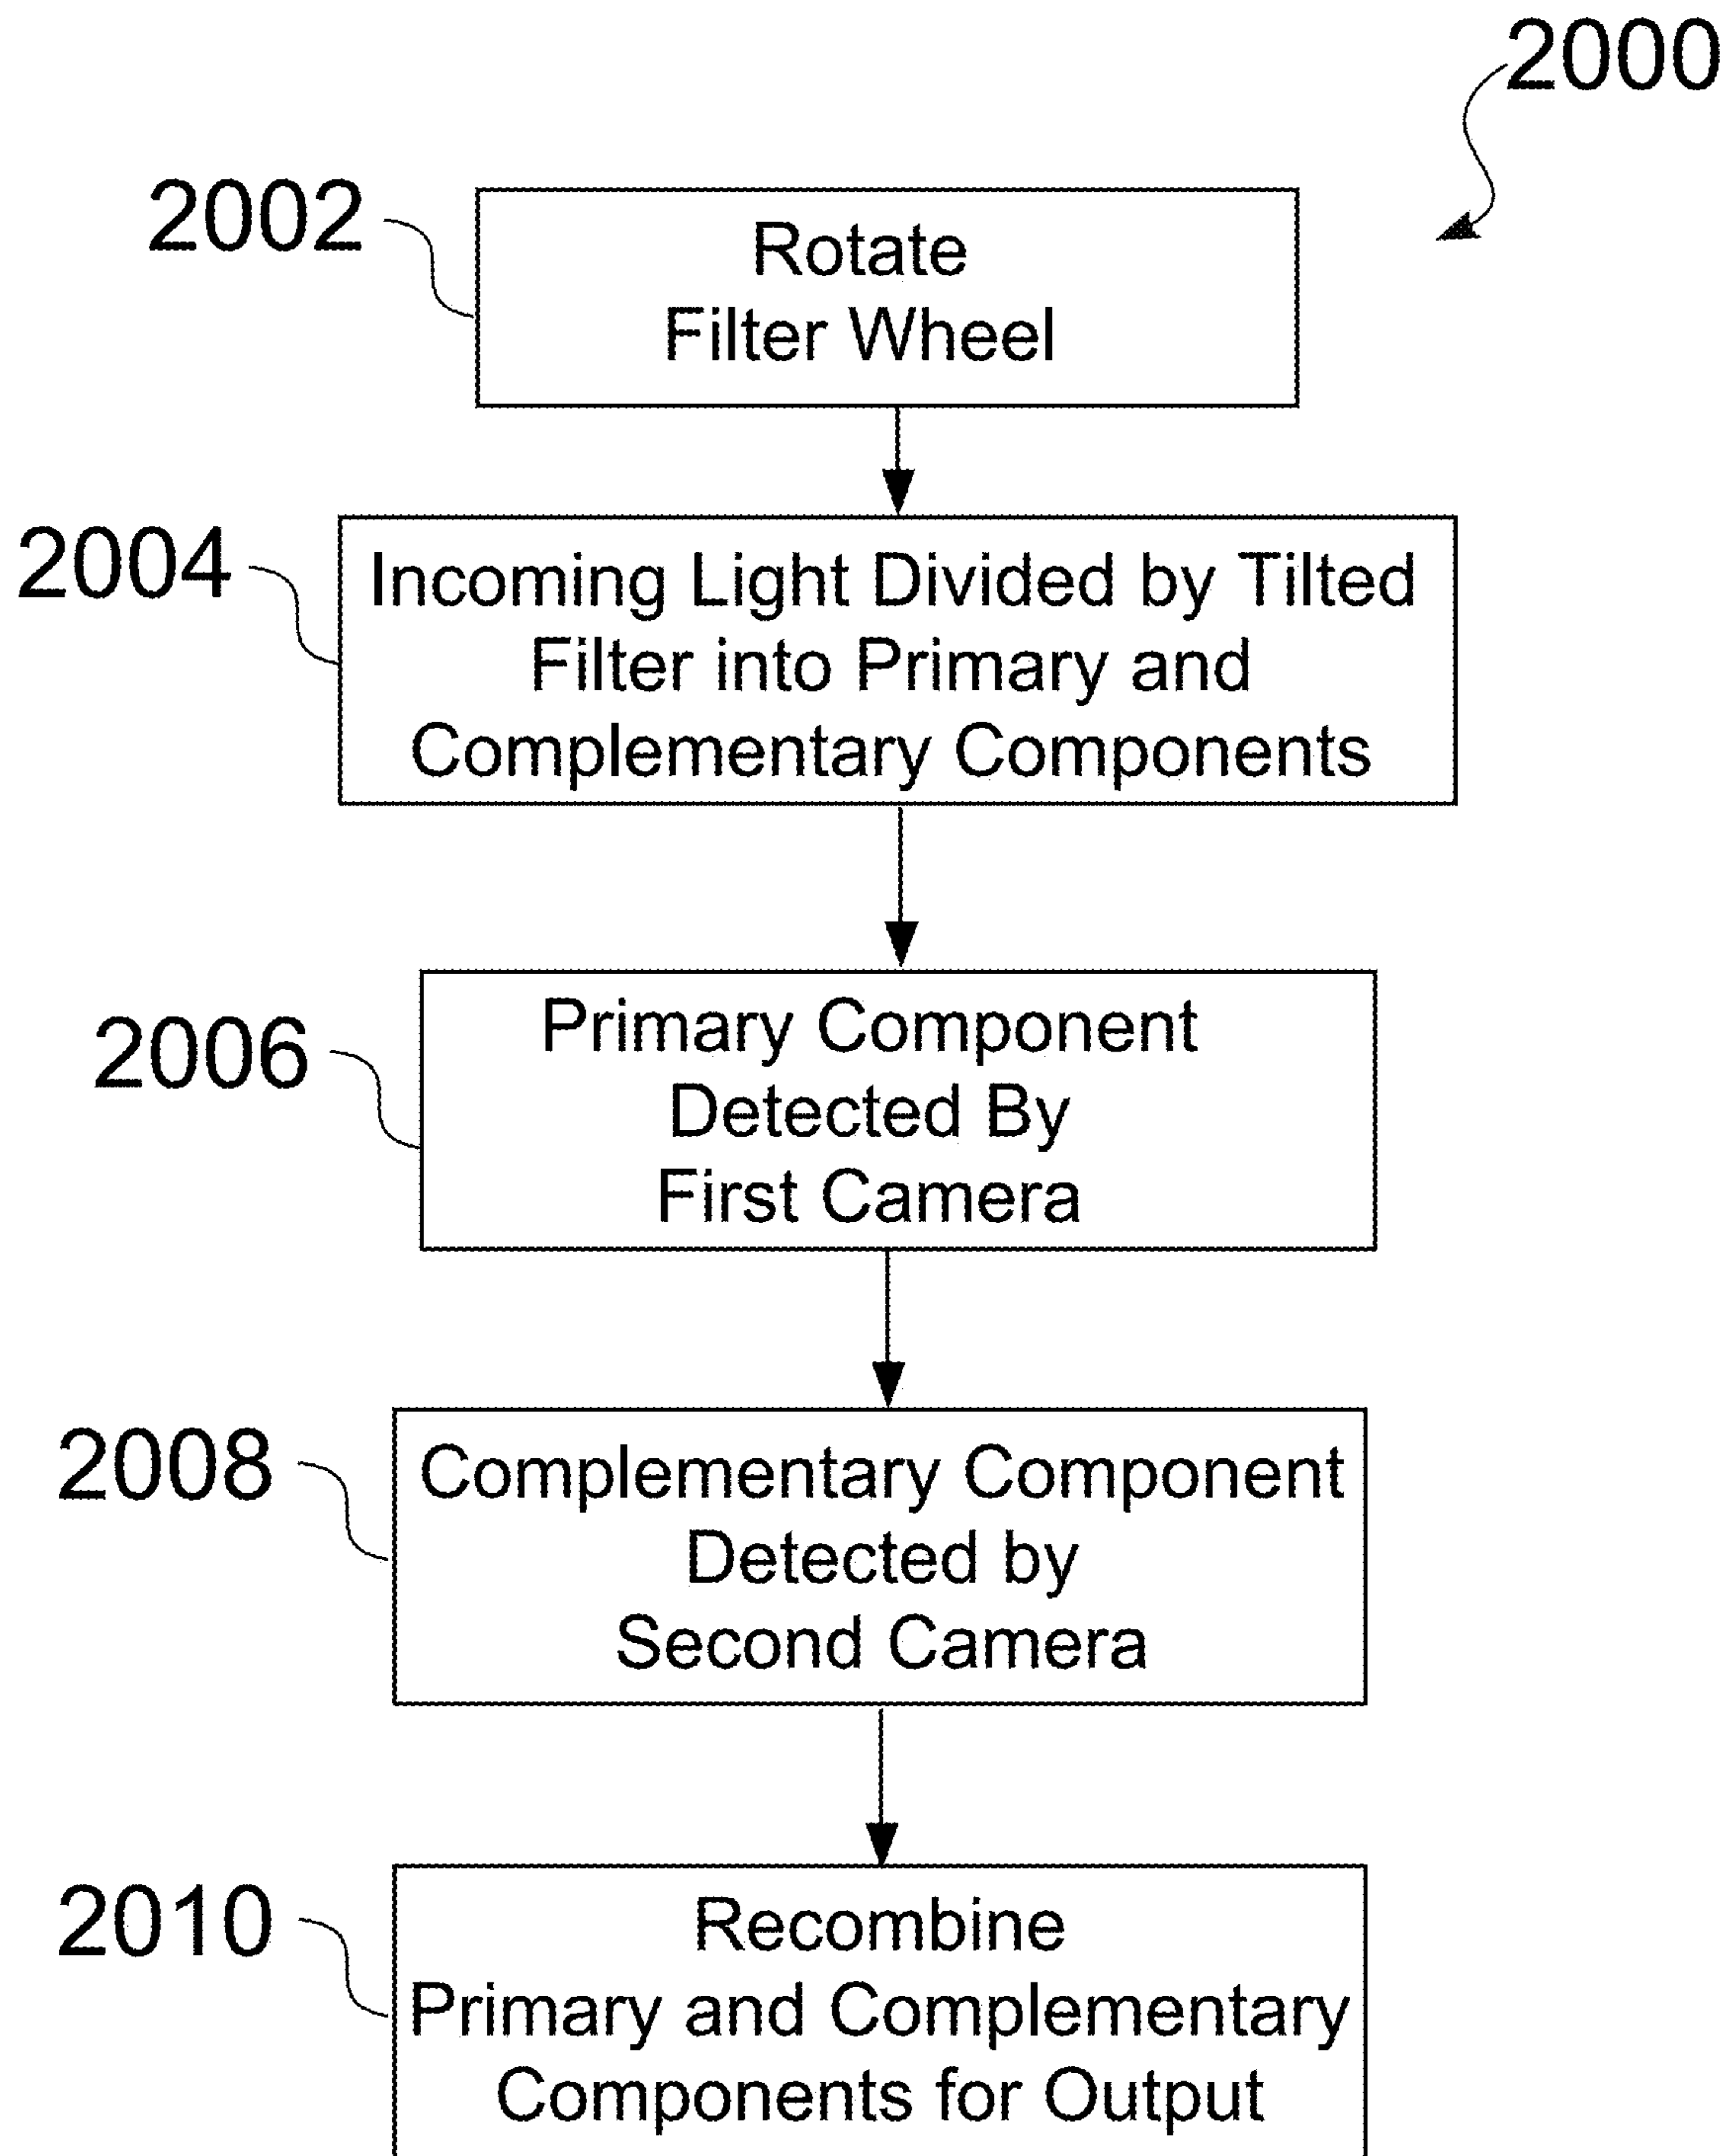 2000
2002
Rotate
Filter Wheel
2004
Incoming Light Divided by Tilted
Filter into Primary and
Complementary Components
2006
Primary Component
Detected By
First Camera
2008
Complementary Component
Detected by
Second Camera
2010
Recombine
Primary and Complementary
Components for Output